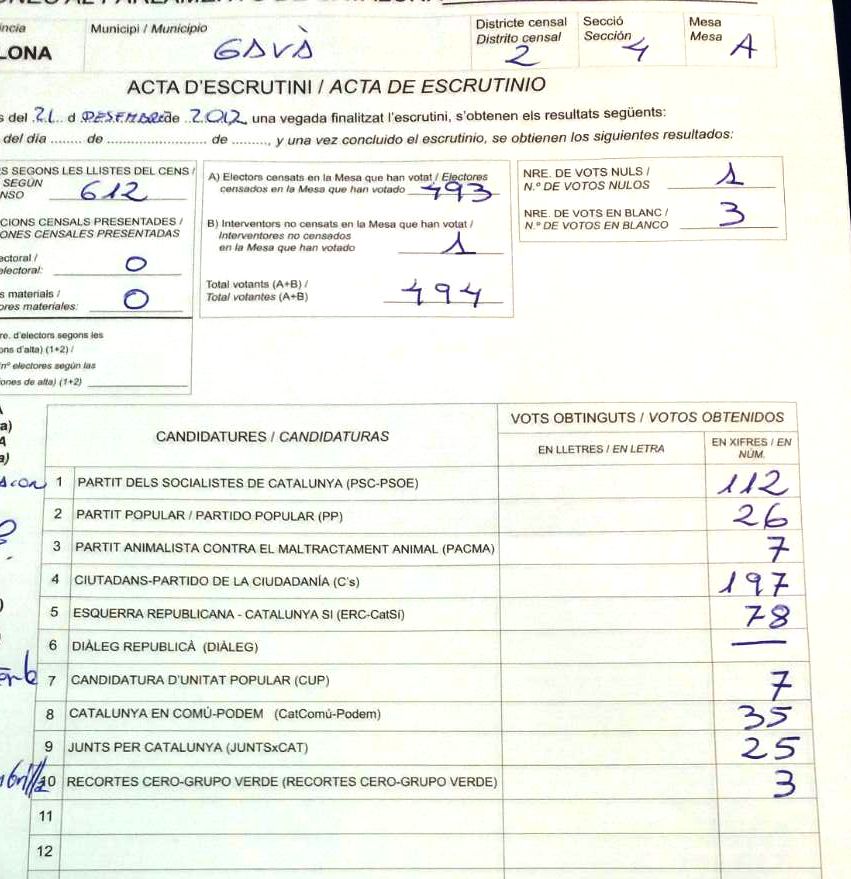 Municipi / Municipio
GAVÀ
LONA
Districte censal
Distrito censal
2
Secció
Sección
4
Mesa
Mesa
A
ACTA D'ESCRUTINI / ACTA DE ESCRUTINIO
s del 21 d DESEMBRE de 2012, una vegada finalitzat l'escrutini, s'obtenen els resultats següents:
del día ........ de ........................ de ........., y una vez concluido el escrutinio, se obtienen los siguientes resultados:
S SEGONS LES LLISTES DEL CENS /
SEGÚN
NSO 612
CIONS CENSALS PRESENTADES /
ONES CENSALES PRESENTADAS
ectoral /
electoral: 0
s materials /
ores materiales: 0
re. d'electors segons les
ons d'alta) (1+2) /
nº electores según las
ones de alta) (1+2)
A) Electors censats en la Mesa que han votat / Electores
censados en la Mesa que han votado 493
B) Interventors no censats en la Mesa que han votat /
Interventores no censados
en la Mesa que han votado 1
Total votants (A+B) /
Total votantes (A+B) 494
NRE. DE VOTS NULS /
N.º DE VOTOS NULOS 1
NRE. DE VOTS EN BLANC /
N.º DE VOTOS EN BLANCO 3
CANDIDATURES / CANDIDATURAS
VOTS OBTINGUTS / VOTOS OBTENIDOS
EN LLETRES / EN LETRA
EN XIFRES / EN
NÚM.
1 PARTIT DELS SOCIALISTES DE CATALUNYA (PSC-PSOE) 112
2 PARTIT POPULAR / PARTIDO POPULAR (PP) 26
3 PARTIT ANIMALISTA CONTRA EL MALTRACTAMENT ANIMAL (PACMA) 7
4 CIUTADANS-PARTIDO DE LA CIUDADANÍA (C's) 197
5 ESQUERRA REPUBLICANA - CATALUNYA SI (ERC-CatSí) 78
6 DIÀLEG REPUBLICÀ (DIÀLEG) —
7 CANDIDATURA D'UNITAT POPULAR (CUP) 7
8 CATALUNYA EN COMÚ-PODEM (CatComú-Podem) 35
9 JUNTS PER CATALUNYA (JUNTSxCAT) 25
10 RECORTES CERO-GRUPO VERDE (RECORTES CERO-GRUPO VERDE) 3
11
12